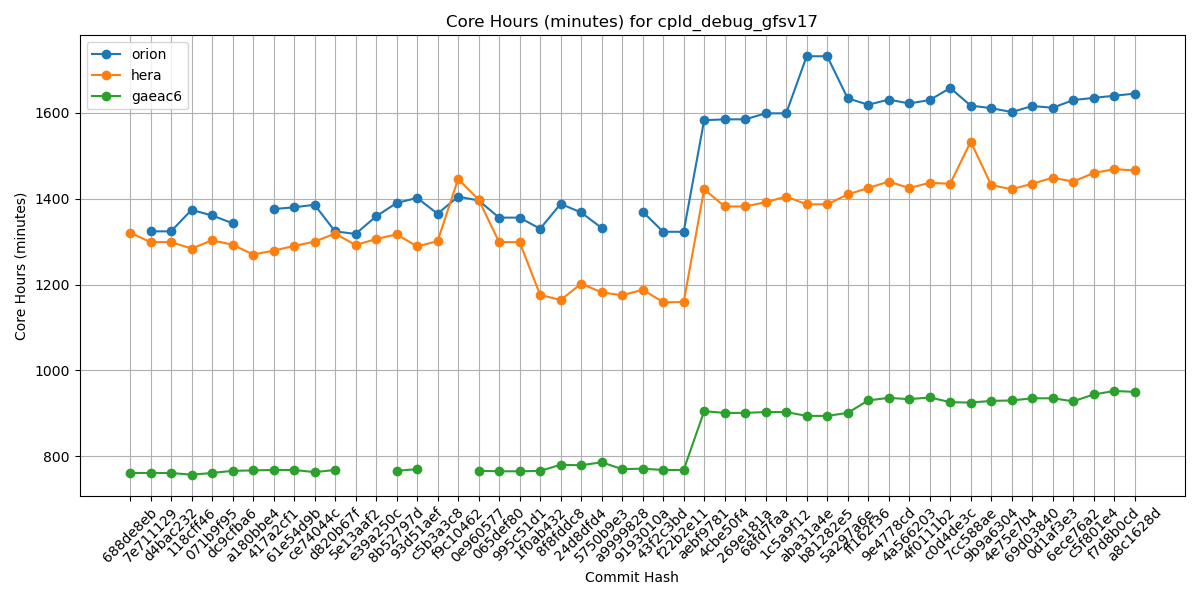 Core Hours (minutes) for cpld_debug_gfsv17
orion
hera
gaeac6
Core Hours (minutes)
1600
1400
1200
1000
800
688de8eb
7e711129
d4bac232
118cff46
071b9f95
dc9cfba6
a180bbe4
417a2cf1
61e54d9b
ce74044c
d820b67f
5e13aaf2
e39a250c
8b52797d
93d51aef
c5b3a3c8
f9c10462
0e960577
065def80
995c51d1
1f0ab432
8f8fddc8
24d8dfd4
5750b9e3
a9999828
9193010a
43f2c3bd
f22b2e11
aebf9781
4cbe50f4
269e181a
68fd7faa
1c5a9f12
aba31a4e
b81282e5
ff162f36
9e4778cd
4a566203
4f0111b2
c0d4de3c
7cc588ae
9b9a6304
4e75e7b4
69d03840
0d1af3e3
6ece76a2
c5f801e4
f7d8b0cd
a8c1628d
Commit Hash